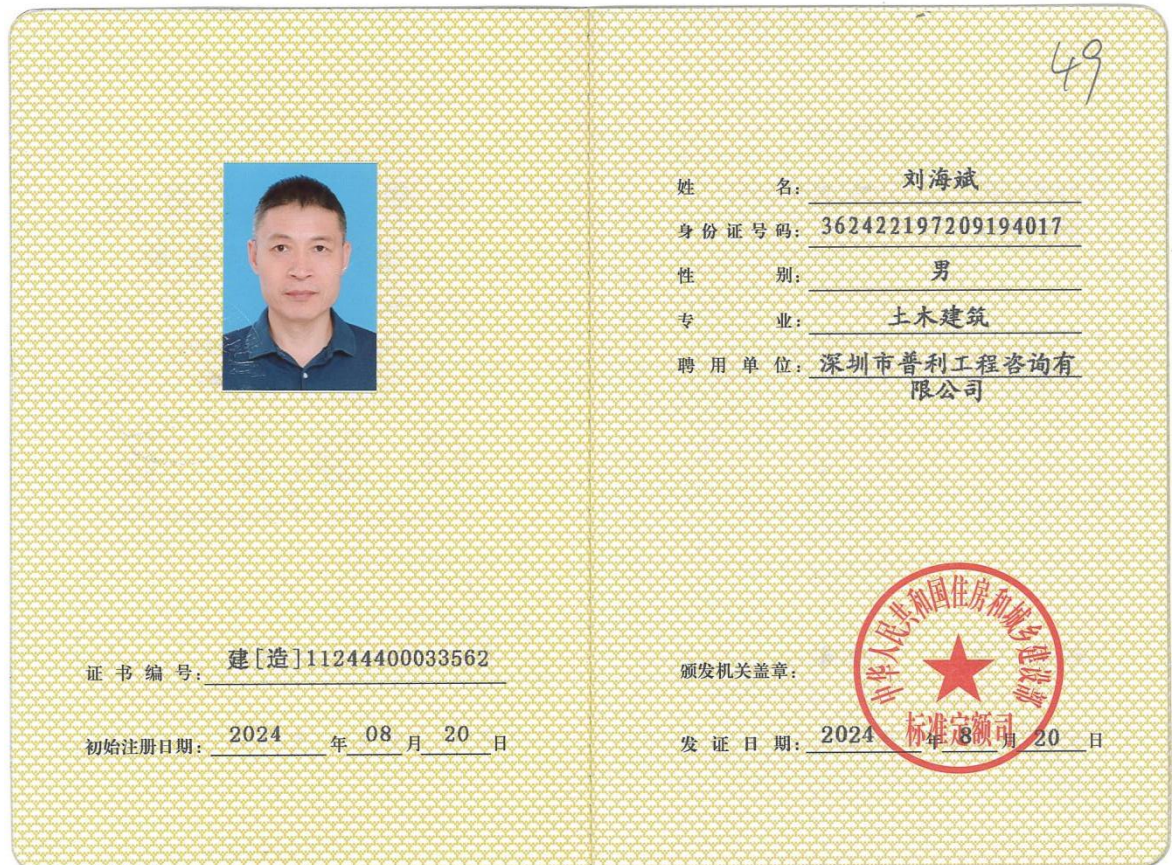 49
姓名: 刘海斌
身份证号码: 362422197209194017
性别: 男
专业: 土木建筑
聘用单位: 深圳市普利工程咨询有
限公司
证书编号: 建[造]11244400033562
初始注册日期: 2024 年 08 月 20 日
颁发机关盖章:
中华人民共和国住房和城乡建设部
标准定额司
发证日期: 2024 年 8 月 20 日